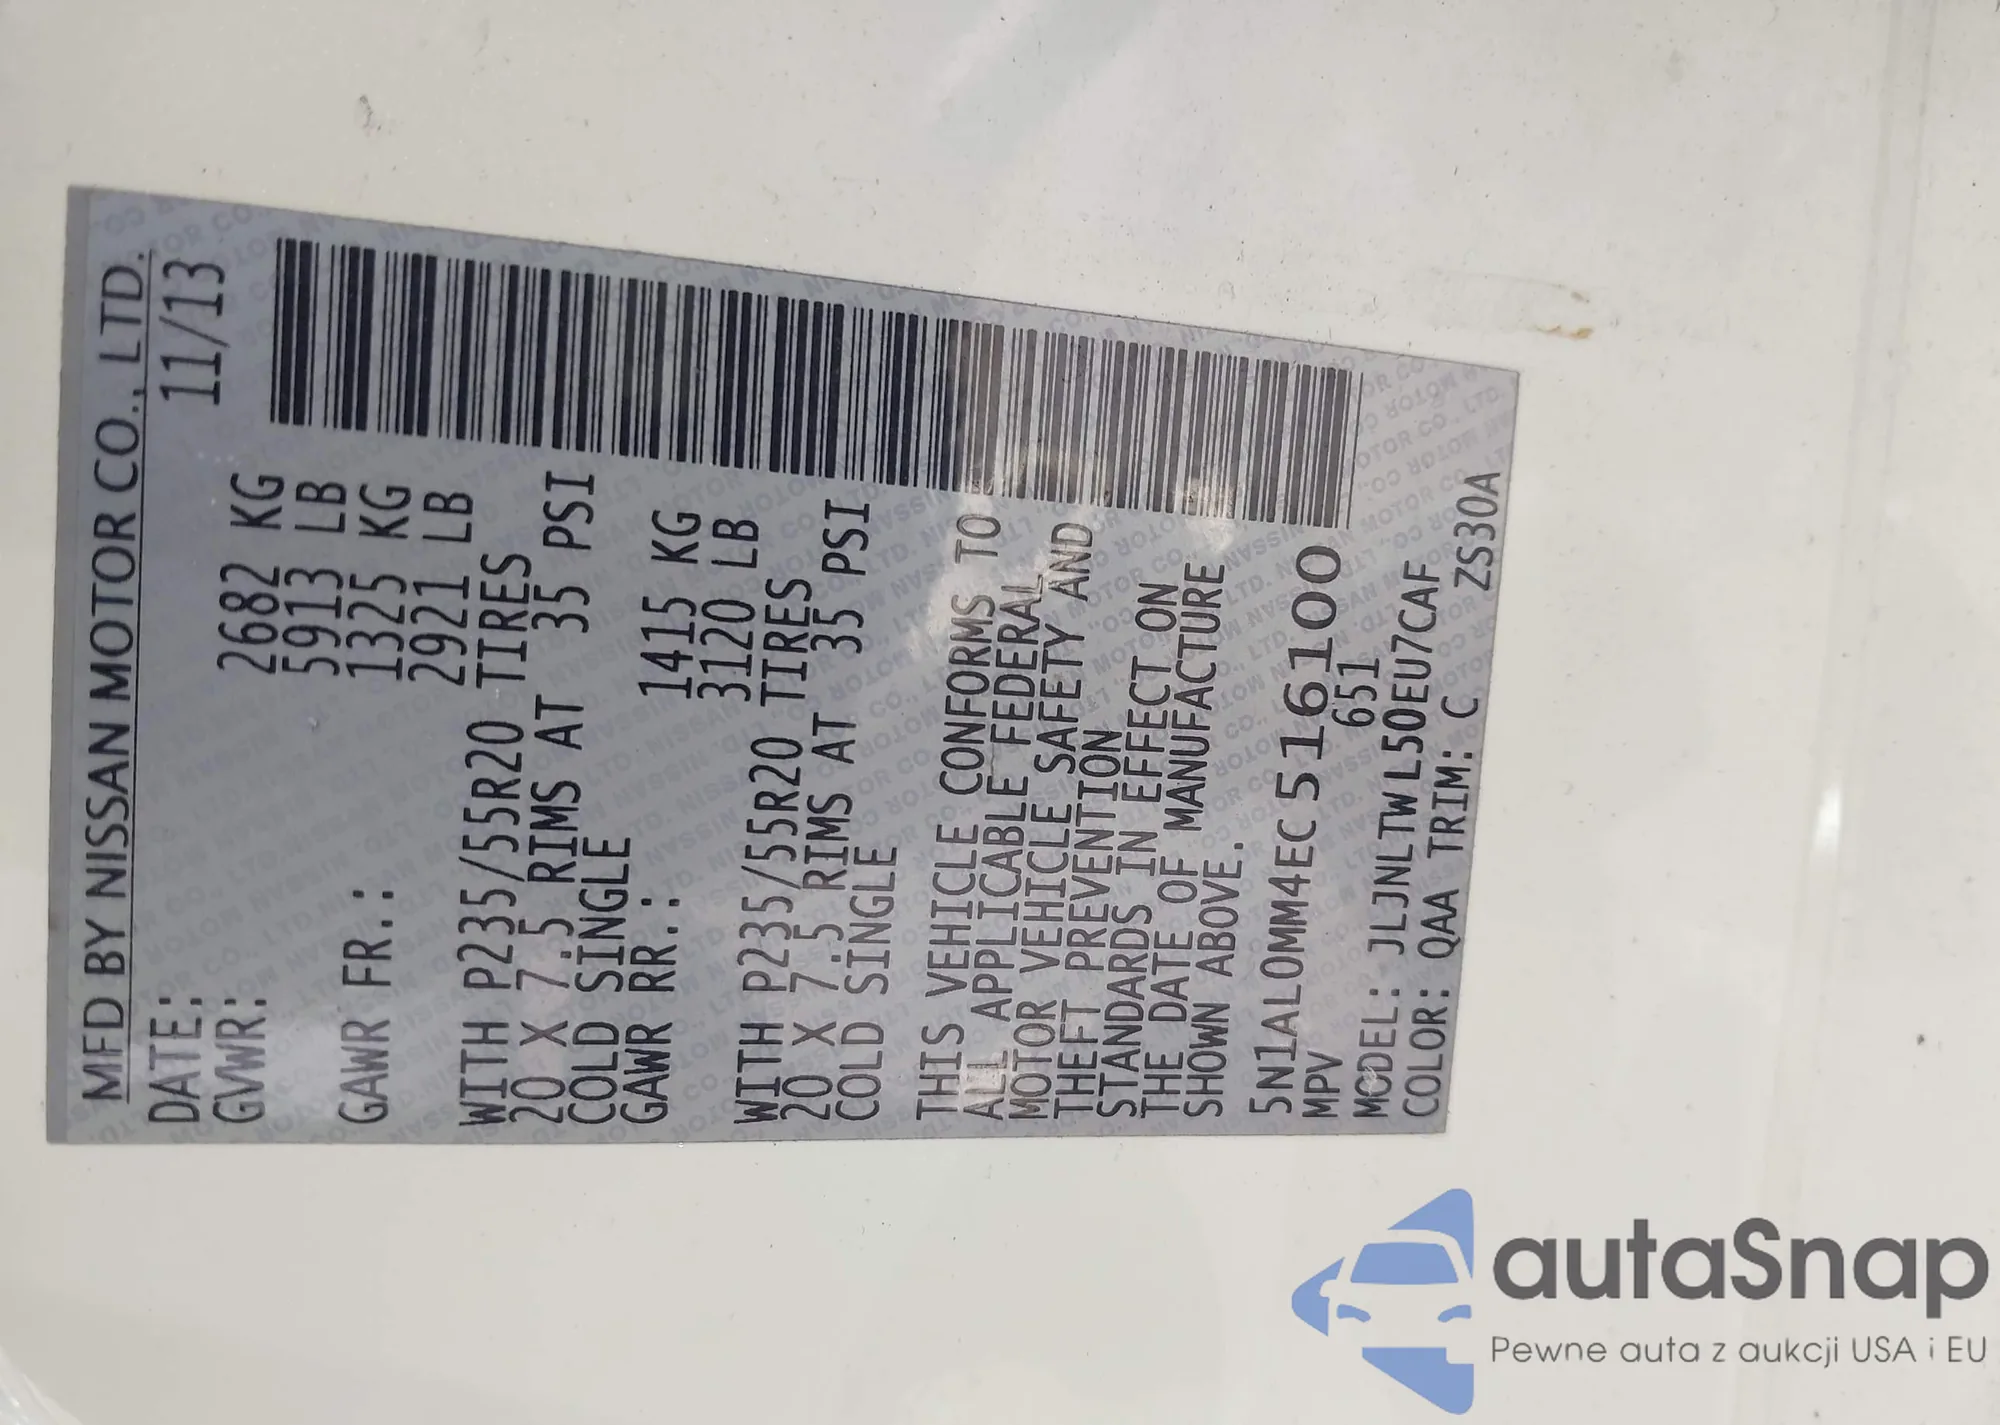 MFD BY NISSAN MOTOR CO., LTD.
DATE: 11/13
GVWR: 2682 KG
5913 LB
GAWR FR.: 1325 KG
2921 LB
WITH P235/55R20 TIRES
20 X 7.5 RIMS AT 35 PSI
COLD SINGLE
GAWR RR.: 1415 KG
3120 LB
WITH P235/55R20 TIRES
20 X 7.5 RIMS AT 35 PSI
COLD SINGLE
THIS VEHICLE CONFORMS TO
ALL APPLICABLE FEDERAL
MOTOR VEHICLE SAFETY AND
THEFT PREVENTION
STANDARDS IN EFFECT ON
THE DATE OF MANUFACTURE
SHOWN ABOVE.
5N1AL0MM4EC516100
MPV 651
MODEL: JLJNLTWL50EU7CAF
COLOR: QAA TRIM: C ZS30A
autaSnap
Pewne auta z aukcji USA i EU